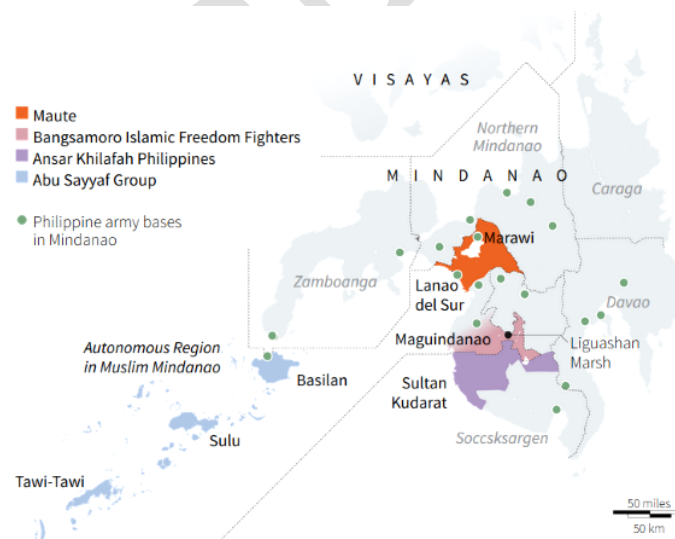 VISAYAS
Maute
Bangsamoro Islamic Freedom Fighters
Ansar Khilafah Philippines
Abu Sayyaf Group
Philippine army bases
in Mindanao
Northern
Mindanao
MINDANAO
Caraga
Marawi
Zamboanga
Lanao
del Sur
Davao
Maguindanao
Liguashan
Marsh
Autonomous Region
in Muslim Mindanao
Basilan
Sultan
Kudarat
Sulu
Soccsksargen
Tawi-Tawi
50 miles
50 km